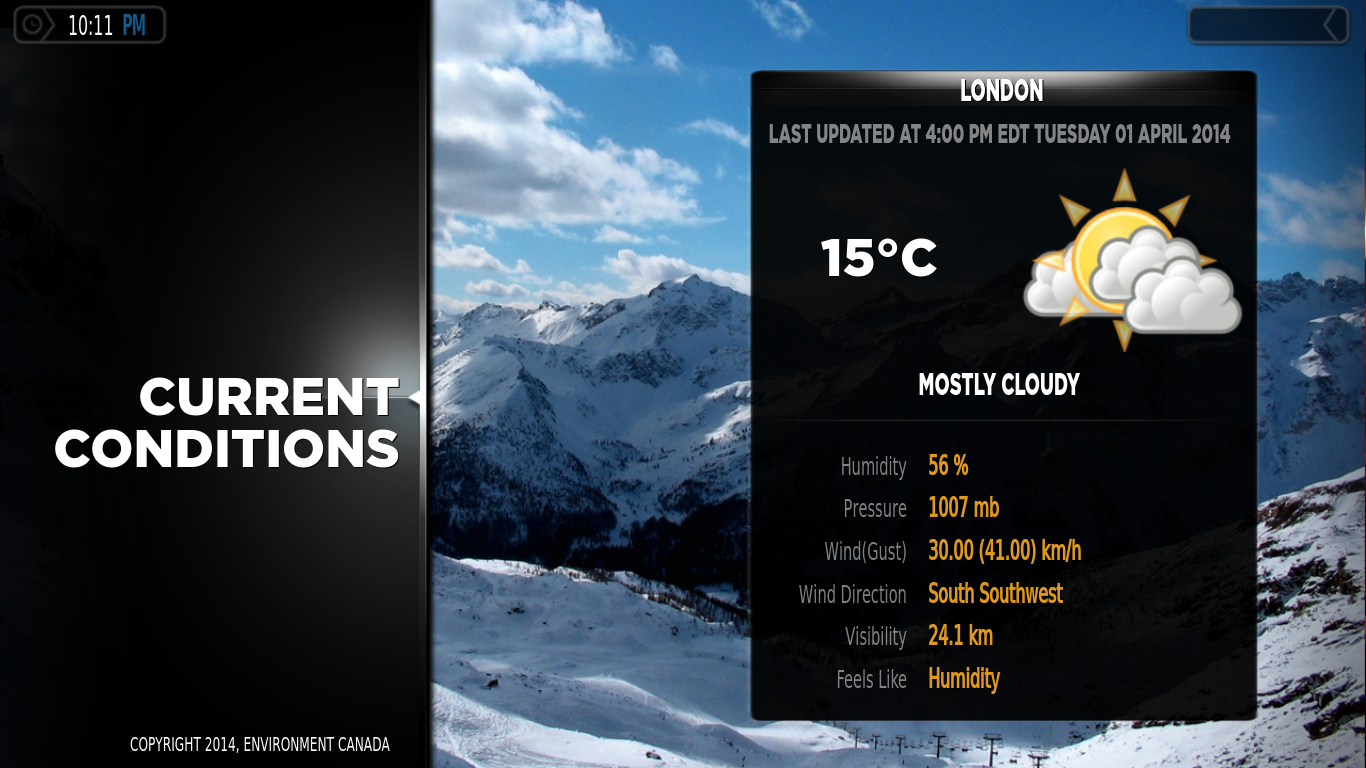 10:11 PM
LONDON
LAST UPDATED AT 4:00 PM EDT TUESDAY 01 APRIL 2014
15°C
MOSTLY CLOUDY
CURRENT
CONDITIONS
Humidity 56 %
Pressure 1007 mb
Wind(Gust) 30.00 (41.00) km/h
Wind Direction South Southwest
Visibility 24.1 km
Feels Like Humidity
COPYRIGHT 2014, ENVIRONMENT CANADA